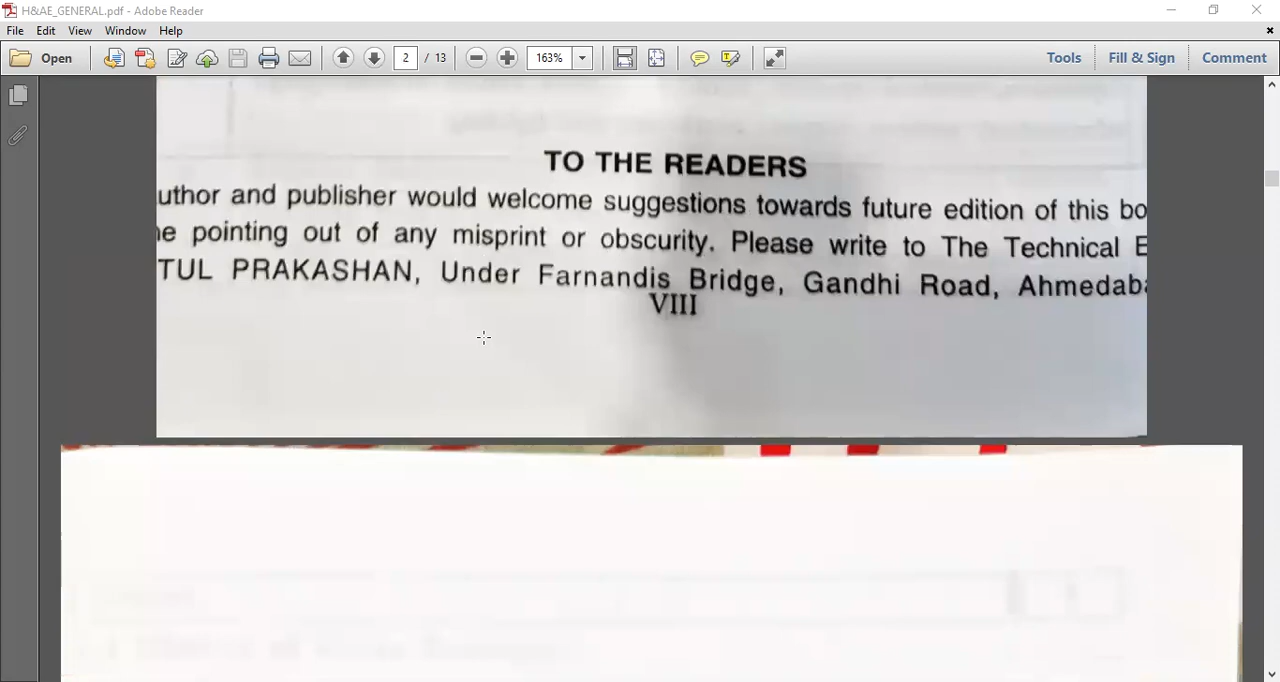 H&AE_GENERAL.pdf - Adobe Reader
File Edit View Window Help
Open 2 / 13 163% Tools Fill & Sign Comment
TO THE READERS
uthor and publisher would welcome suggestions towards future edition of this bo
e pointing out of any misprint or obscurity. Please write to The Technical E
TUL PRAKASHAN, Under Farnandis Bridge, Gandhi Road, Ahmedaba
VIII